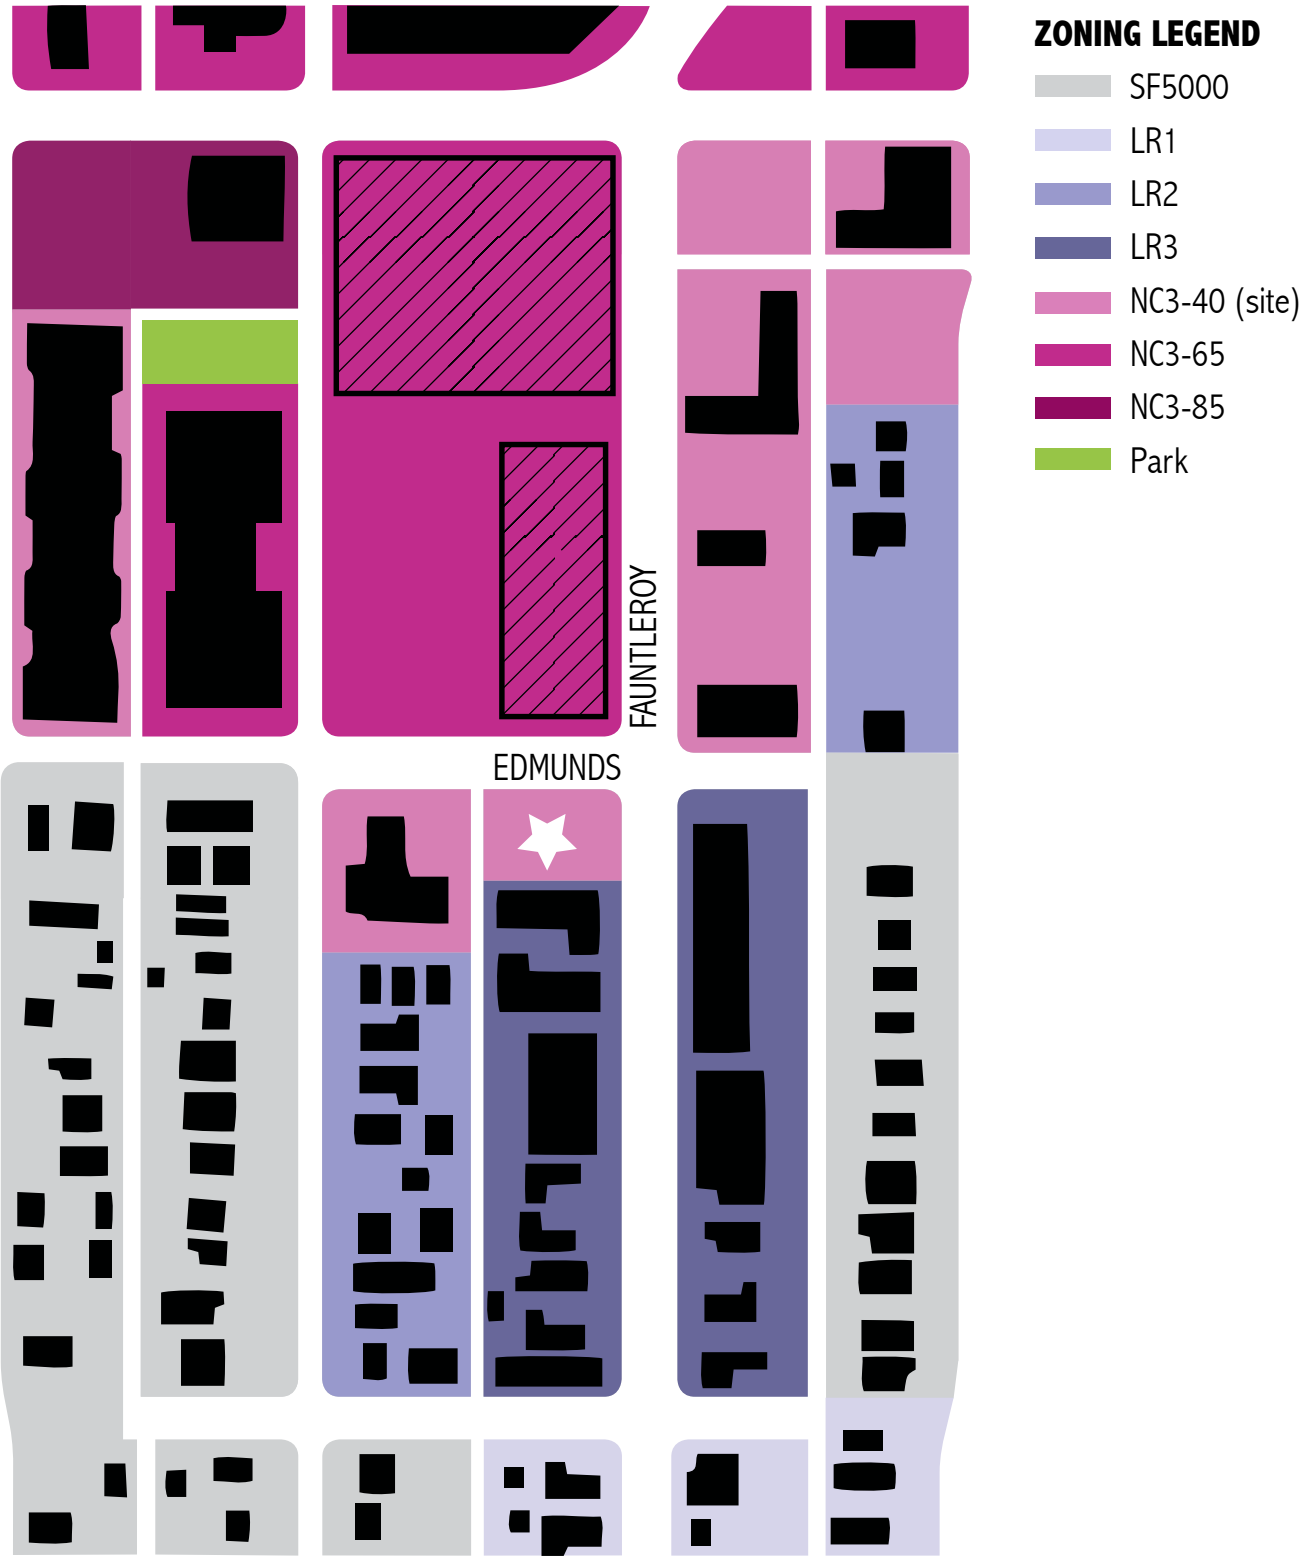 ZONING LEGEND
SF5000
LR1
LR2
LR3
NC3-40 (site)
NC3-65
NC3-85
Park
FAUNTLEROY
EDMUNDS